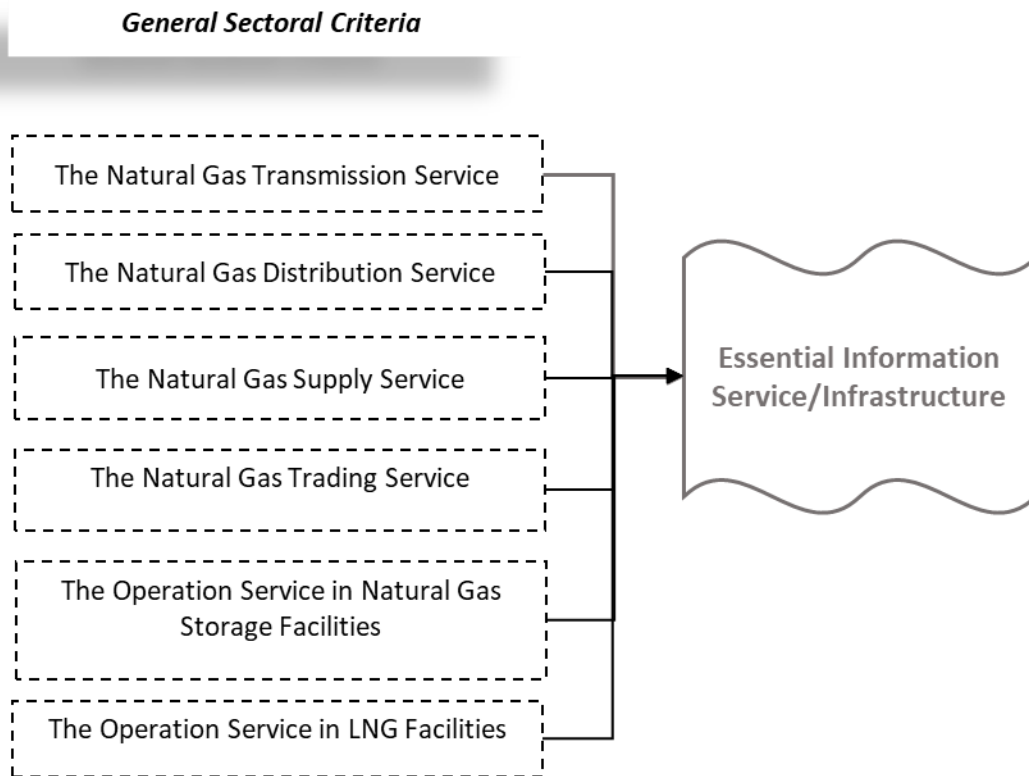 General Sectoral Criteria
The Natural Gas Transmission Service
The Natural Gas Distribution Service
The Natural Gas Supply Service
The Natural Gas Trading Service
The Operation Service in Natural Gas
Storage Facilities
The Operation Service in LNG Facilities
Essential Information
Service/Infrastructure